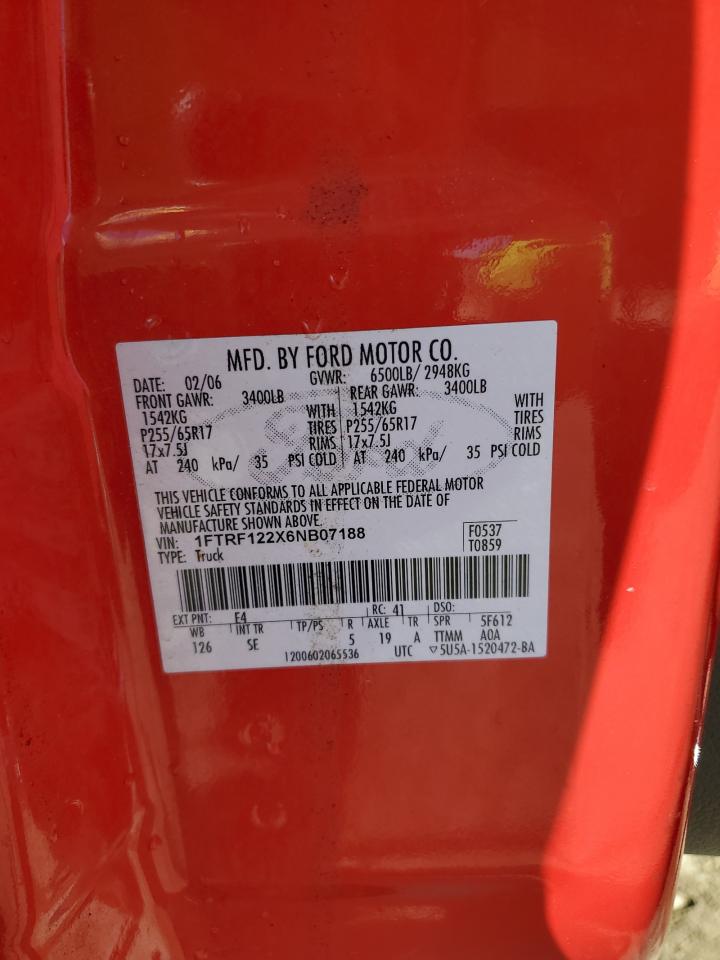 MFD. BY FORD MOTOR CO.
DATE: 02/06 GVWR: 6500LB/ 2948KG
FRONT GAWR: 3400LB REAR GAWR: 3400LB
1542KG WITH 1542KG WITH
P255/65R17 TIRES P255/65R17 TIRES
17x7.5J RIMS 17x7.5J RIMS
AT 240 kPa/ 35 PSI COLD AT 240 kPa/ 35 PSI COLD
THIS VEHICLE CONFORMS TO ALL APPLICABLE FEDERAL MOTOR
VEHICLE SAFETY STANDARDS IN EFFECT ON THE DATE OF
MANUFACTURE SHOWN ABOVE.
VIN: 1FTRF122X6NB07188 F0537
TYPE: Truck T0859
EXT PNT: E4 RC: 41 DSO:
WB INT TR TP/PS R AXLE TR SPR 5F612
126 SE 5 19 A TTMM A0A
1200602065536 UTC ▽5U5A-1520472-BA